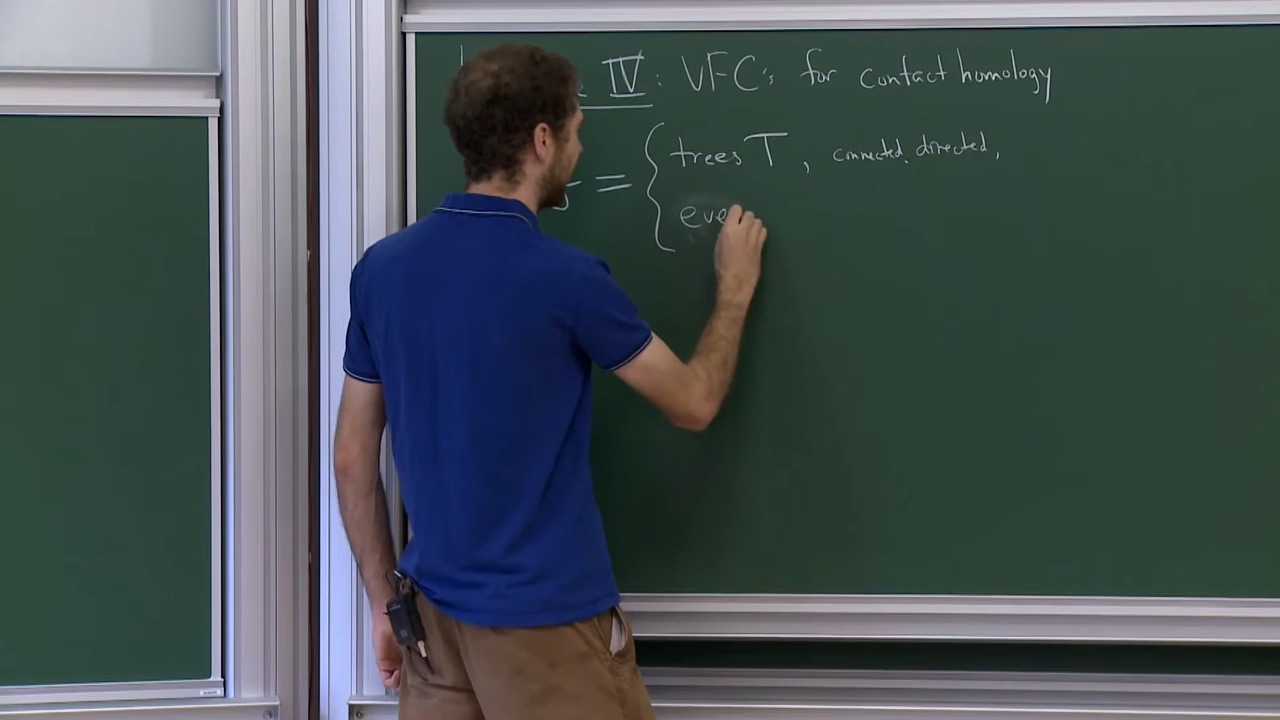 IV: VFC's for contact homology
= { trees T, connected, directed,
eve